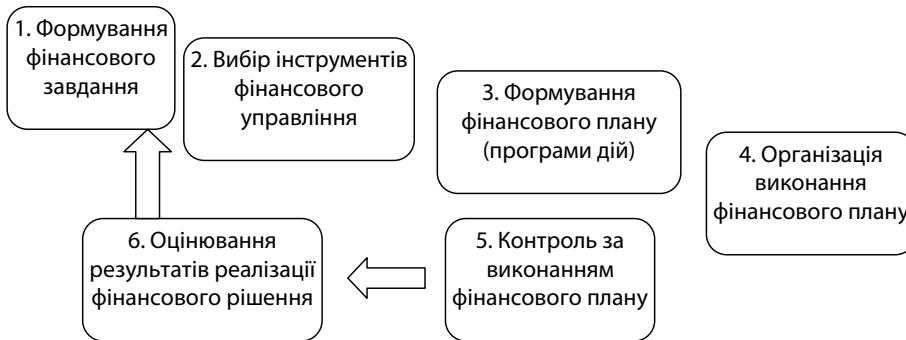 1. Формування
фінансового
завдання
2. Вибір інструментів
фінансового
управління
3. Формування
фінансового плану
(програми дій)
4. Організація
виконання
фінансового плану
5. Контроль за
виконанням
фінансового плану
6. Оцінювання
результатів реалізації
фінансового рішення